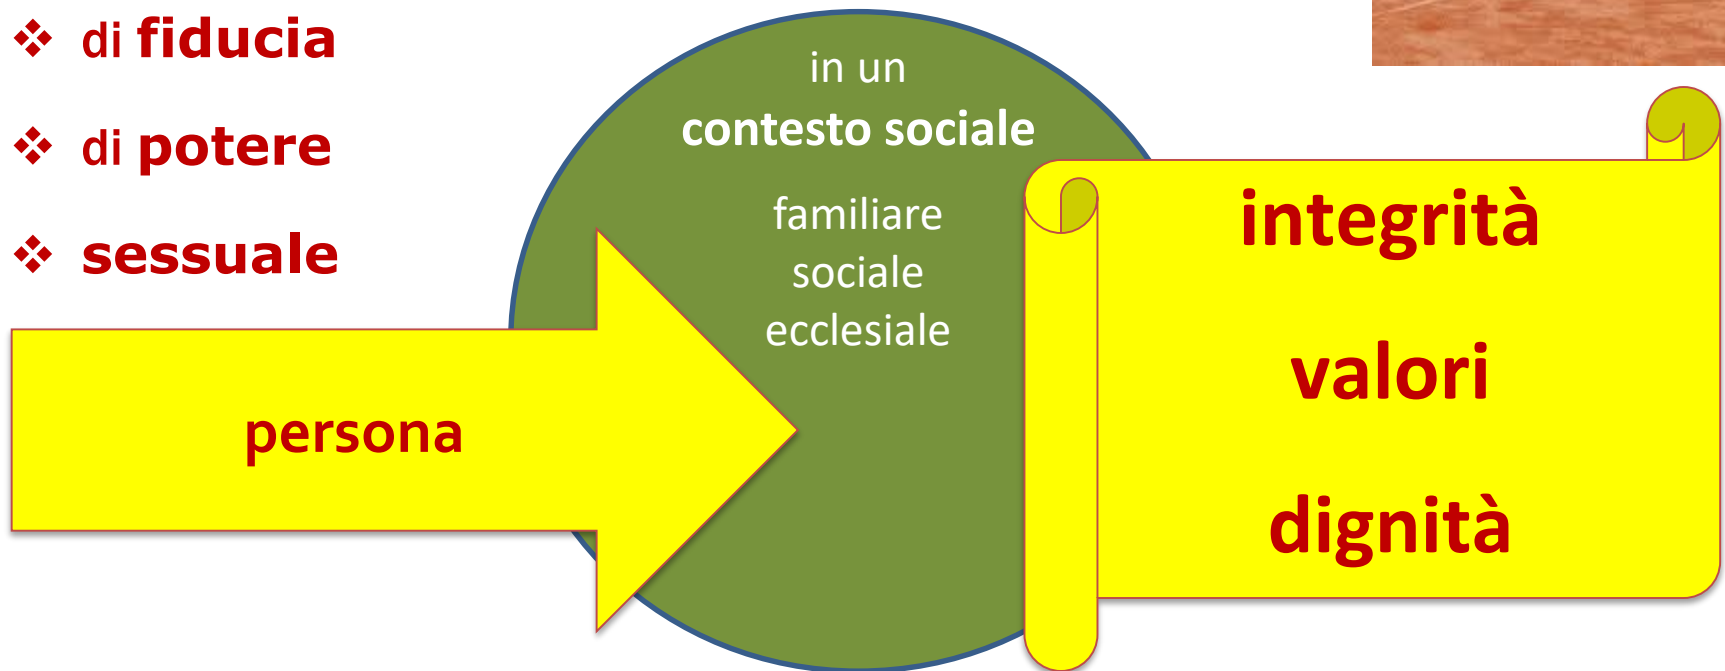 ❖ di fiducia
❖ di potere
❖ sessuale
persona
in un
contesto sociale
familiare
sociale
ecclesiale
integrità
valori
dignità